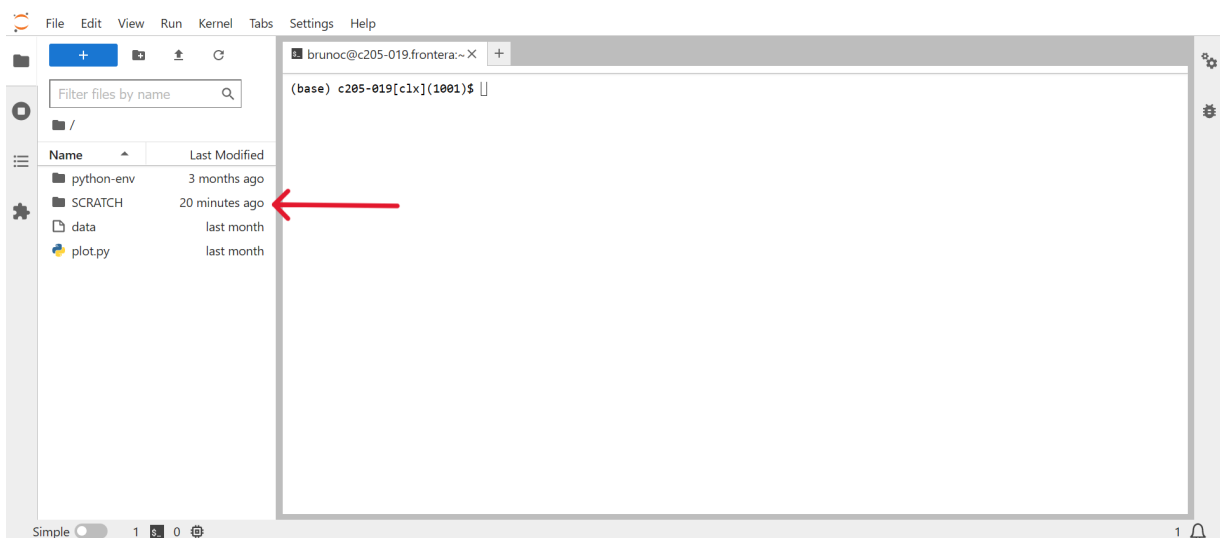 File Edit View Run Kernel Tabs Settings Help
+
$_ brunoc@c205-019.frontera:~ × +
Filter files by name
/
Name Last Modified
python-env 3 months ago
SCRATCH 20 minutes ago
data last month
plot.py last month
(base) c205-019[clx](1001)$
Simple 1 $_ 0 1